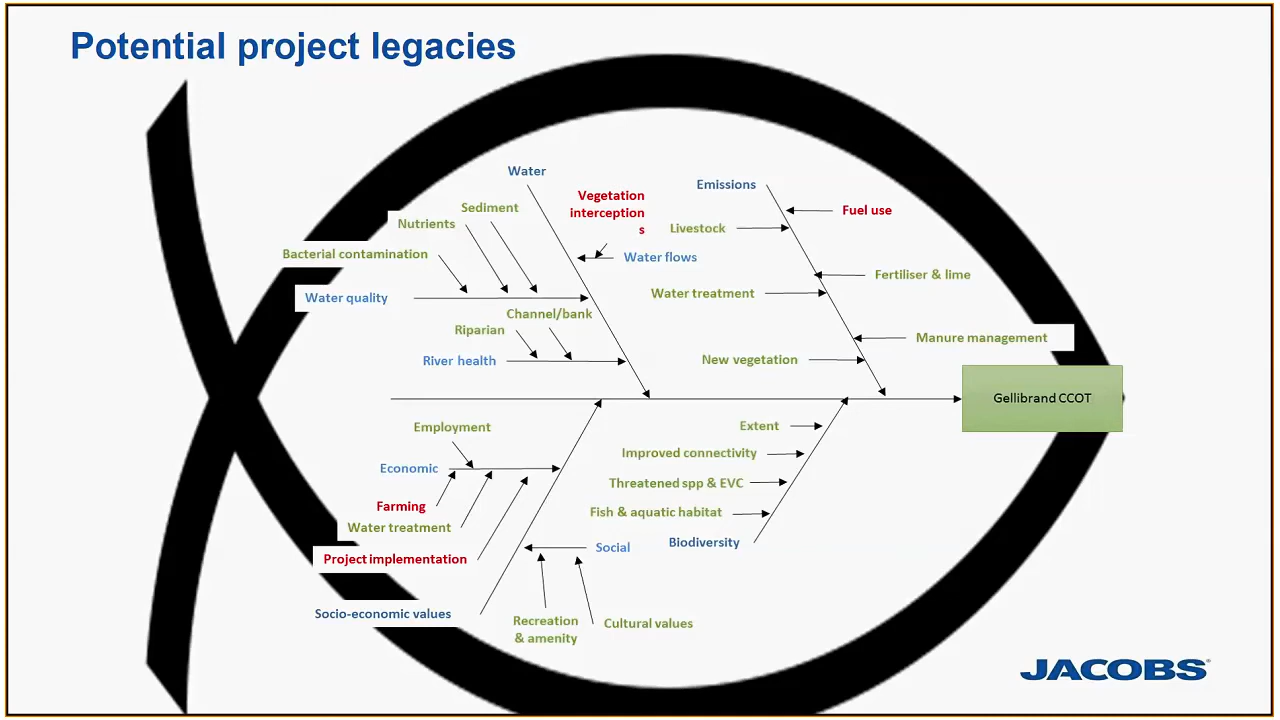 Potential project legacies
Water
Emissions
Vegetation
interception
s
Fuel use
Sediment
Nutrients
Livestock
Bacterial contamination
Water flows
Fertiliser & lime
Water quality
Water treatment
Channel/bank
Riparian
Manure management
River health
New vegetation
Gellibrand CCOT
Employment
Extent
Improved connectivity
Economic
Threatened spp & EVC
Farming
Fish & aquatic habitat
Water treatment
Biodiversity
Social
Project implementation
Socio-economic values
Recreation
& amenity
Cultural values
JACOBS